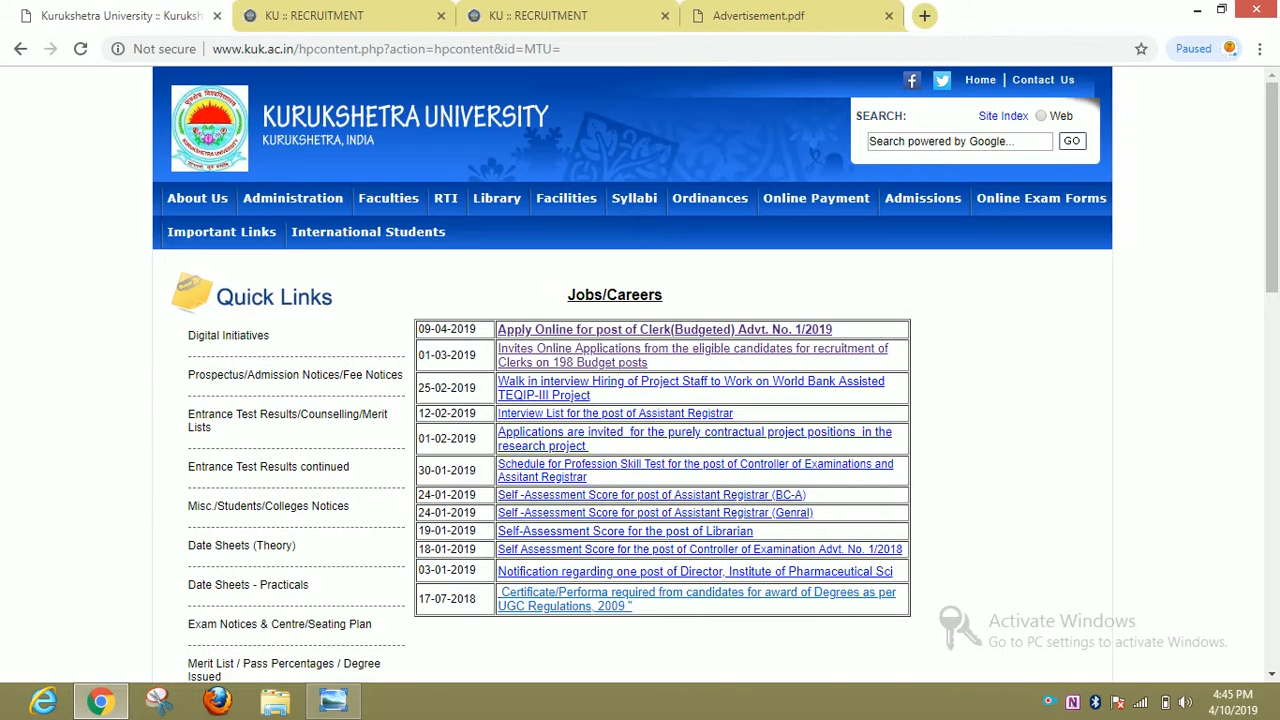 Kurukshetra University :: Kuruksh
KU :: RECRUITMENT
KU :: RECRUITMENT
Advertisement.pdf
Not secure
www.kuk.ac.in/hpcontent.php?action=hpcontent&id=MTU=
Paused
Home
Contact Us
KURUKSHETRA UNIVERSITY
KURUKSHETRA, INDIA
SEARCH:
Site Index
Web
Search powered by Google...
GO
About Us
Administration
Faculties
RTI
Library
Facilities
Syllabi
Ordinances
Online Payment
Admissions
Online Exam Forms
Important Links
International Students
Quick Links
Digital Initiatives
Prospectus/Admission Notices/Fee Notices
Entrance Test Results/Counselling/Merit
Lists
Entrance Test Results continued
Misc./Students/Colleges Notices
Date Sheets (Theory)
Date Sheets - Practicals
Exam Notices & Centre/Seating Plan
Merit List / Pass Percentages / Degree
Issued
Jobs/Careers
09-04-2019 Apply Online for post of Clerk(Budgeted) Advt. No. 1/2019
01-03-2019 Invites Online Applications from the eligible candidates for recruitment of
Clerks on 198 Budget posts
25-02-2019 Walk in interview Hiring of Project Staff to Work on World Bank Assisted
TEQIP-III Project
12-02-2019 Interview List for the post of Assistant Registrar
01-02-2019 Applications are invited for the purely contractual project positions in the
research project
30-01-2019 Schedule for Profession Skill Test for the post of Controller of Examinations and
Assitant Registrar
24-01-2019 Self -Assessment Score for post of Assistant Registrar (BC-A)
24-01-2019 Self -Assessment Score for post of Assistant Registrar (Genral)
19-01-2019 Self-Assessment Score for the post of Librarian
18-01-2019 Self Assessment Score for the post of Controller of Examination Advt. No. 1/2018
03-01-2019 Notification regarding one post of Director, Institute of Pharmaceutical Sci
17-07-2018 Certificate/Performa required from candidates for award of Degrees as per
UGC Regulations, 2009 "
Activate Windows
Go to PC settings to activate Windows.
4:45 PM
4/10/2019